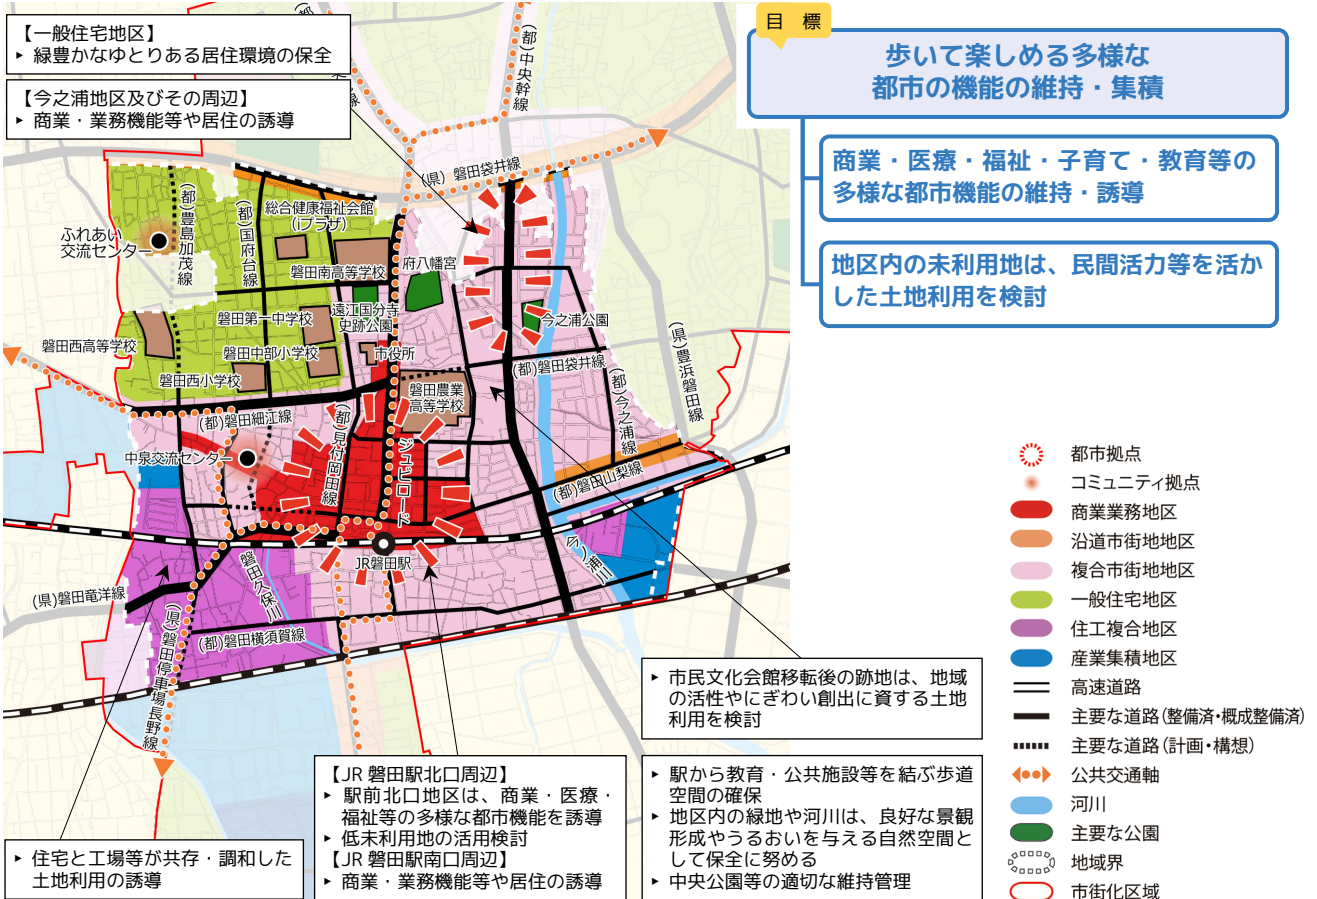 【一般住宅地区】
▸ 緑豊かなゆとりある居住環境の保全
【今之浦地区及びその周辺】
▸ 商業・業務機能等や居住の誘導
目 標
歩いて楽しめる多様な
都市の機能の維持・集積
商業・医療・福祉・子育て・教育等の
多様な都市機能の維持・誘導
地区内の未利用地は、民間活力等を活か
した土地利用を検討
(都)中央幹線
(県)磐田袋井線
ふれあい
交流センター
(都)豊島加茂線
(都)国府台線
総合健康福祉会館
(iプラザ)
磐田南高等学校
府八幡宮
遠江国分寺
史跡公園
今之浦公園
磐田第一中学校
磐田西高等学校
磐田中部小学校
市役所
磐田西小学校
磐田農業
高等学校
(都)磐田袋井線
(都)今之浦線
(県)豊浜磐田線
(都)磐田細江線
(都)見付岡田線
ジュビロード
中泉交流センター
(都)磐田山梨線
JR磐田駅
今ノ浦川
磐田久保川
(県)磐田竜洋線
(県)磐田停車場長野線
(都)磐田横須賀線
▸ 市民文化会館移転後の跡地は、地域
の活性やにぎわい創出に資する土地
利用を検討
【JR 磐田駅北口周辺】
▸ 駅前北口地区は、商業・医療・
福祉等の多様な都市機能を誘導
▸ 低未利用地の活用検討
【JR 磐田駅南口周辺】
▸ 商業・業務機能等や居住の誘導
▸ 駅から教育・公共施設等を結ぶ歩道
空間の確保
▸ 地区内の緑地や河川は、良好な景観
形成やうるおいを与える自然空間と
して保全に努める
▸ 中央公園等の適切な維持管理
▸ 住宅と工場等が共存・調和した
土地利用の誘導
都市拠点
コミュニティ拠点
商業業務地区
沿道市街地地区
複合市街地地区
一般住宅地区
住工複合地区
産業集積地区
高速道路
主要な道路(整備済・概成整備済)
主要な道路(計画・構想)
公共交通軸
河川
主要な公園
地域界
市街化区域